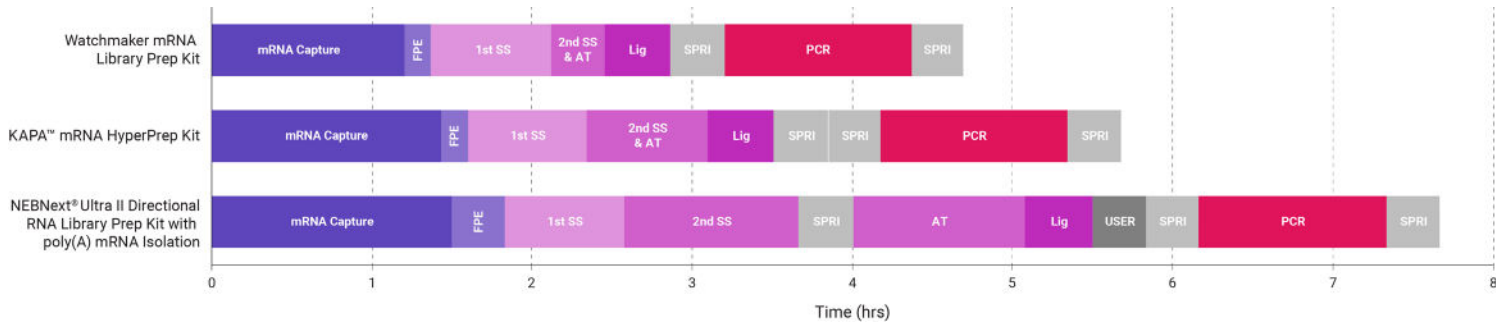 Watchmaker mRNA
Library Prep Kit
mRNA Capture
FPE
1st SS
2nd SS
& AT
Lig
SPRI
PCR
SPRI
KAPA™ mRNA HyperPrep Kit
mRNA Capture
FPE
1st SS
2nd SS
& AT
Lig
SPRI
SPRI
PCR
SPRI
NEBNext® Ultra II Directional
RNA Library Prep Kit with
poly(A) mRNA Isolation
mRNA Capture
FPE
1st SS
2nd SS
SPRI
AT
Lig
USER
SPRI
PCR
SPRI
0 1 2 3 4 5 6 7 8
Time (hrs)